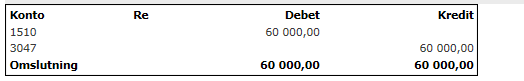 Konto Re Debet Kredit
1510 60 000,00
3047 60 000,00
Omslutning 60 000,00 60 000,00